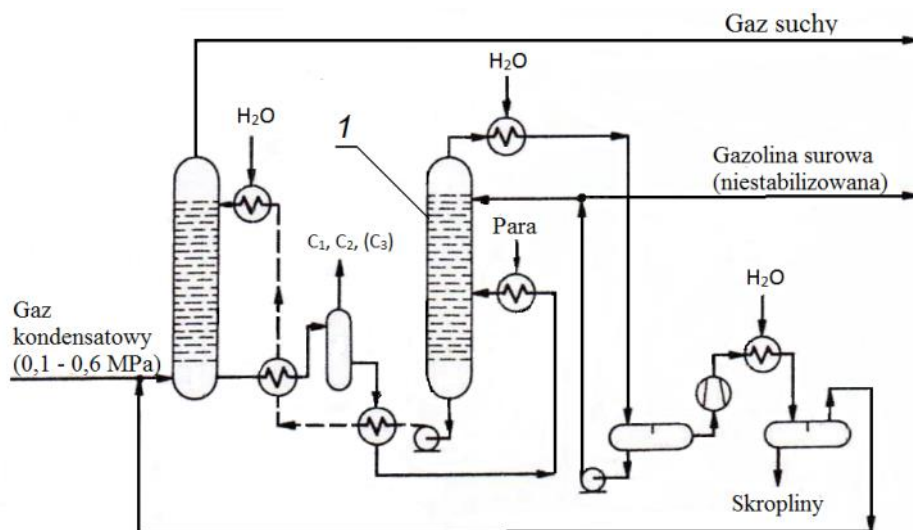 Gaz suchy
H₂O
H₂O
1
Gazolina surowa
(niestabilizowana)
Para
C₁, C₂, (C₃)
H₂O
Gaz
kondensatowy
(0,1 - 0,6 MPa)
Skropliny